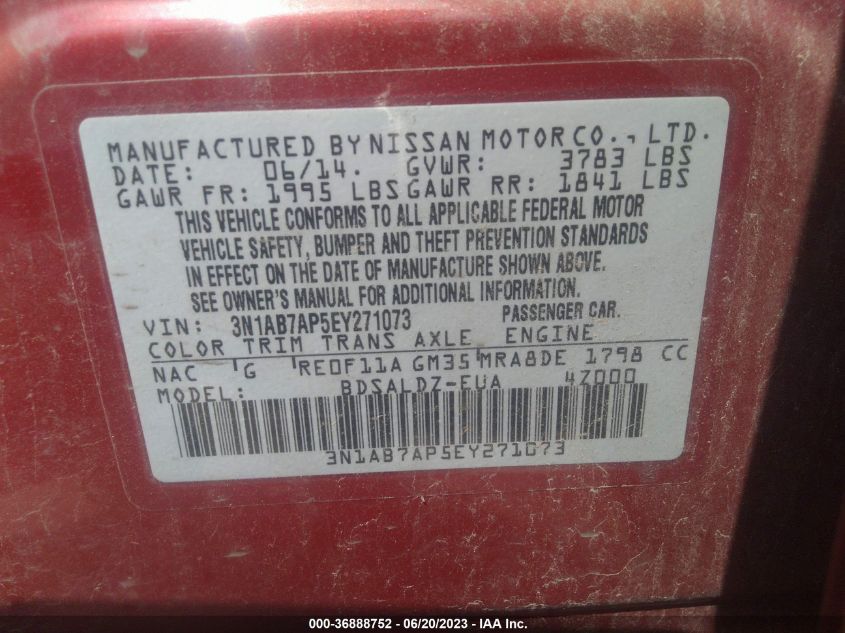 MANUFACTURED BY NISSAN MOTOR CO., LTD.
DATE: 06/14. GVWR: 3783 LBS
GAWR FR: 1995 LBS GAWR RR: 1841 LBS
THIS VEHICLE CONFORMS TO ALL APPLICABLE FEDERAL MOTOR
VEHICLE SAFETY, BUMPER AND THEFT PREVENTION STANDARDS
IN EFFECT ON THE DATE OF MANUFACTURE SHOWN ABOVE.
SEE OWNER'S MANUAL FOR ADDITIONAL INFORMATION.
VIN: 3N1AB7AP5EY271073 PASSENGER CAR.
COLOR TRIM TRANS AXLE ENGINE
NAC G RE0F11A GM35 MRA8DE 1798 CC
MODEL: BDSALDZ-EUA 4Z000
3N1AB7AP5EY271073
000-36888752 - 06/20/2023 - IAA Inc.